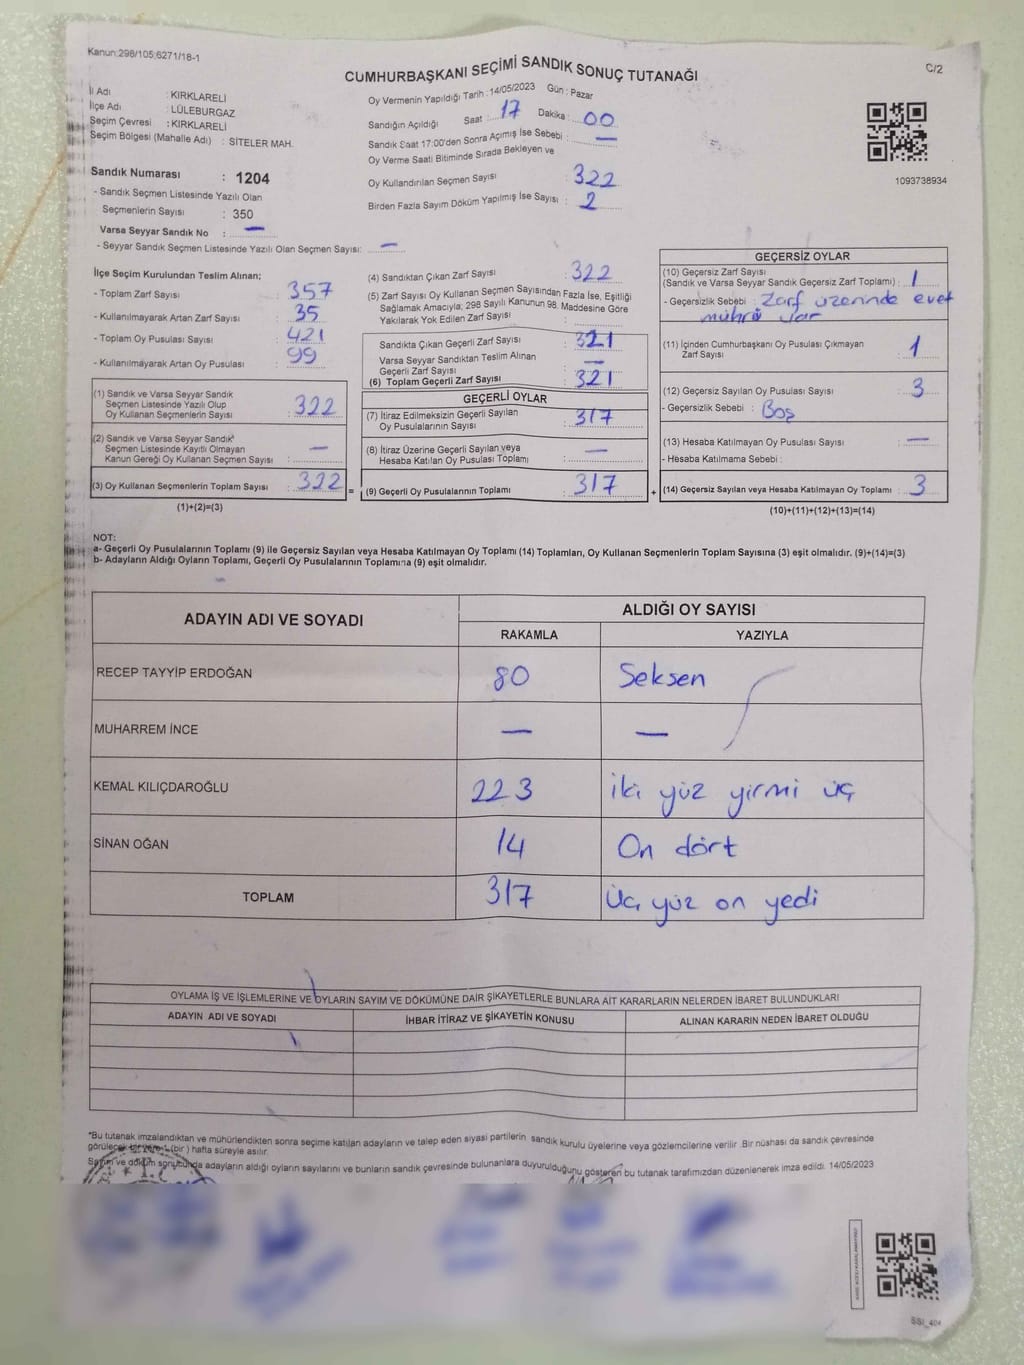 Kanun:298/105,6271/18-1
C/2
CUMHURBAŞKANI SEÇİMİ SANDIK SONUÇ TUTANAĞI
İl Adı : KIRKLARELİ
İlçe Adı : LÜLEBURGAZ
Seçim Çevresi : KIRKLARELİ
Seçim Bölgesi (Mahalle Adı) : SİTELER MAH.
Oy Vermenin Yapıldığı Tarih : 14/05/2023 Gün : Pazar
Sandığın Açıldığı Saat : 17 Dakika : 00
Sandık Saat 17:00'den Sonra Açımış İse Sebebi : —
Oy Verme Saati Bitiminde Sırada Bekleyen ve
Oy Kullandırılan Seçmen Sayısı : 322
Birden Fazla Sayım Döküm Yapılmış İse Sayısı : 2
1093738934
Sandık Numarası : 1204
- Sandık Seçmen Listesinde Yazılı Olan
Seçmenlerin Sayısı : 350
Varsa Seyyar Sandık No : —
- Seyyar Sandık Seçmen Listesinde Yazılı Olan Seçmen Sayısı: —
İlçe Seçim Kurulundan Teslim Alınan;
- Toplam Zarf Sayısı : 357
- Kullanılmayarak Artan Zarf Sayısı : 35
- Toplam Oy Pusulası Sayısı : 421
- Kullanılmayarak Artan Oy Pusulası : 99
(1) Sandık ve Varsa Seyyar Sandık
Seçmen Listesinde Yazılı Olup
Oy Kullanan Seçmenlerin Sayısı : 322
(2) Sandık ve Varsa Seyyar Sandık
Seçmen Listesinde Kayıtlı Olmayan
Kanun Gereği Oy Kullanan Seçmen Sayısı : —
(3) Oy Kullanan Seçmenlerin Toplam Sayısı : 322
(1)+(2)=(3)
(4) Sandıktan Çıkan Zarf Sayısı : 322
(5) Zarf Sayısı Oy Kullanan Seçmen Sayısından Fazla İse, Eşitliği
Sağlamak Amacıyla, 298 Sayılı Kanunun 98. Maddesine Göre
Yakılarak Yok Edilen Zarf Sayısı :
Sandıkta Çıkan Geçerli Zarf Sayısı : 321
Varsa Seyyar Sandıktan Teslim Alınan
Geçerli Zarf Sayısı : —
(6) Toplam Geçerli Zarf Sayısı : 321
GEÇERLİ OYLAR
(7) İtiraz Edilmeksizin Geçerli Sayılan
Oy Pusulalarının Sayısı : 317
(8) İtiraz Üzerine Geçerli Sayılan veya
Hesaba Katılan Oy Pusulası Toplamı : —
= (9) Geçerli Oy Pusulalarının Toplamı : 317 +
GEÇERSİZ OYLAR
(10) Geçersiz Zarf Sayısı
(Sandık ve Varsa Seyyar Sandık Geçersiz Zarf Toplamı) : 1
- Geçersizlik Sebebi : Zarf üzerinde evet
mührü var
(11) İçinden Cumhurbaşkanı Oy Pusulası Çıkmayan
Zarf Sayısı : 1
(12) Geçersiz Sayılan Oy Pusulası Sayısı : 3
- Geçersizlik Sebebi : Boş
(13) Hesaba Katılmayan Oy Pusulası Sayısı : —
- Hesaba Katılmama Sebebi :
(14) Geçersiz Sayılan veya Hesaba Katılmayan Oy Toplamı : 3
(10)+(11)+(12)+(13)=(14)
NOT:
a- Geçerli Oy Pusulalarının Toplamı (9) ile Geçersiz Sayılan veya Hesaba Katılmayan Oy Toplamı (14) Toplamları, Oy Kullanan Seçmenlerin Toplam Sayısına (3) eşit olmalıdır. (9)+(14)=(3)
b- Adayların Aldığı Oyların Toplamı, Geçerli Oy Pusulalarının Toplamına (9) eşit olmalıdır.
ADAYIN ADI VE SOYADI
ALDIĞI OY SAYISI
RAKAMLA YAZIYLA
RECEP TAYYİP ERDOĞAN 80 Seksen
MUHARREM İNCE — —
KEMAL KILIÇDAROĞLU 223 iki yüz yirmi üç
SİNAN OĞAN 14 On dört
TOPLAM 317 Üç yüz on yedi
OYLAMA İŞ VE İŞLEMLERİNE VE OYLARIN SAYIM VE DÖKÜMÜNE DAİR ŞİKAYETLERLE BUNLARA AİT KARARLARIN NELERDEN İBARET BULUNDUKLARI
ADAYIN ADI VE SOYADI İHBAR İTİRAZ VE ŞİKAYETİN KONUSU ALINAN KARARIN NEDEN İBARET OLDUĞU
*Bu tutanak imzalandıktan ve mühürlendikten sonra seçime katılan adayların ve talep eden siyasi partilerin sandık kurulu üyelerine veya gözlemcilerine verilir .Bir nüshası da sandık çevresinde
görülecek bir yere 1 (bir ) hafta süreyle asılır.
Sayım ve döküm sonucunda adayların aldığı oyların sayılarını ve bunların sandık çevresinde bulunanlara duyurulduğunu gösteren bu tutanak tarafımızdan düzenlenerek imza edildi. 14/05/2023
T.C